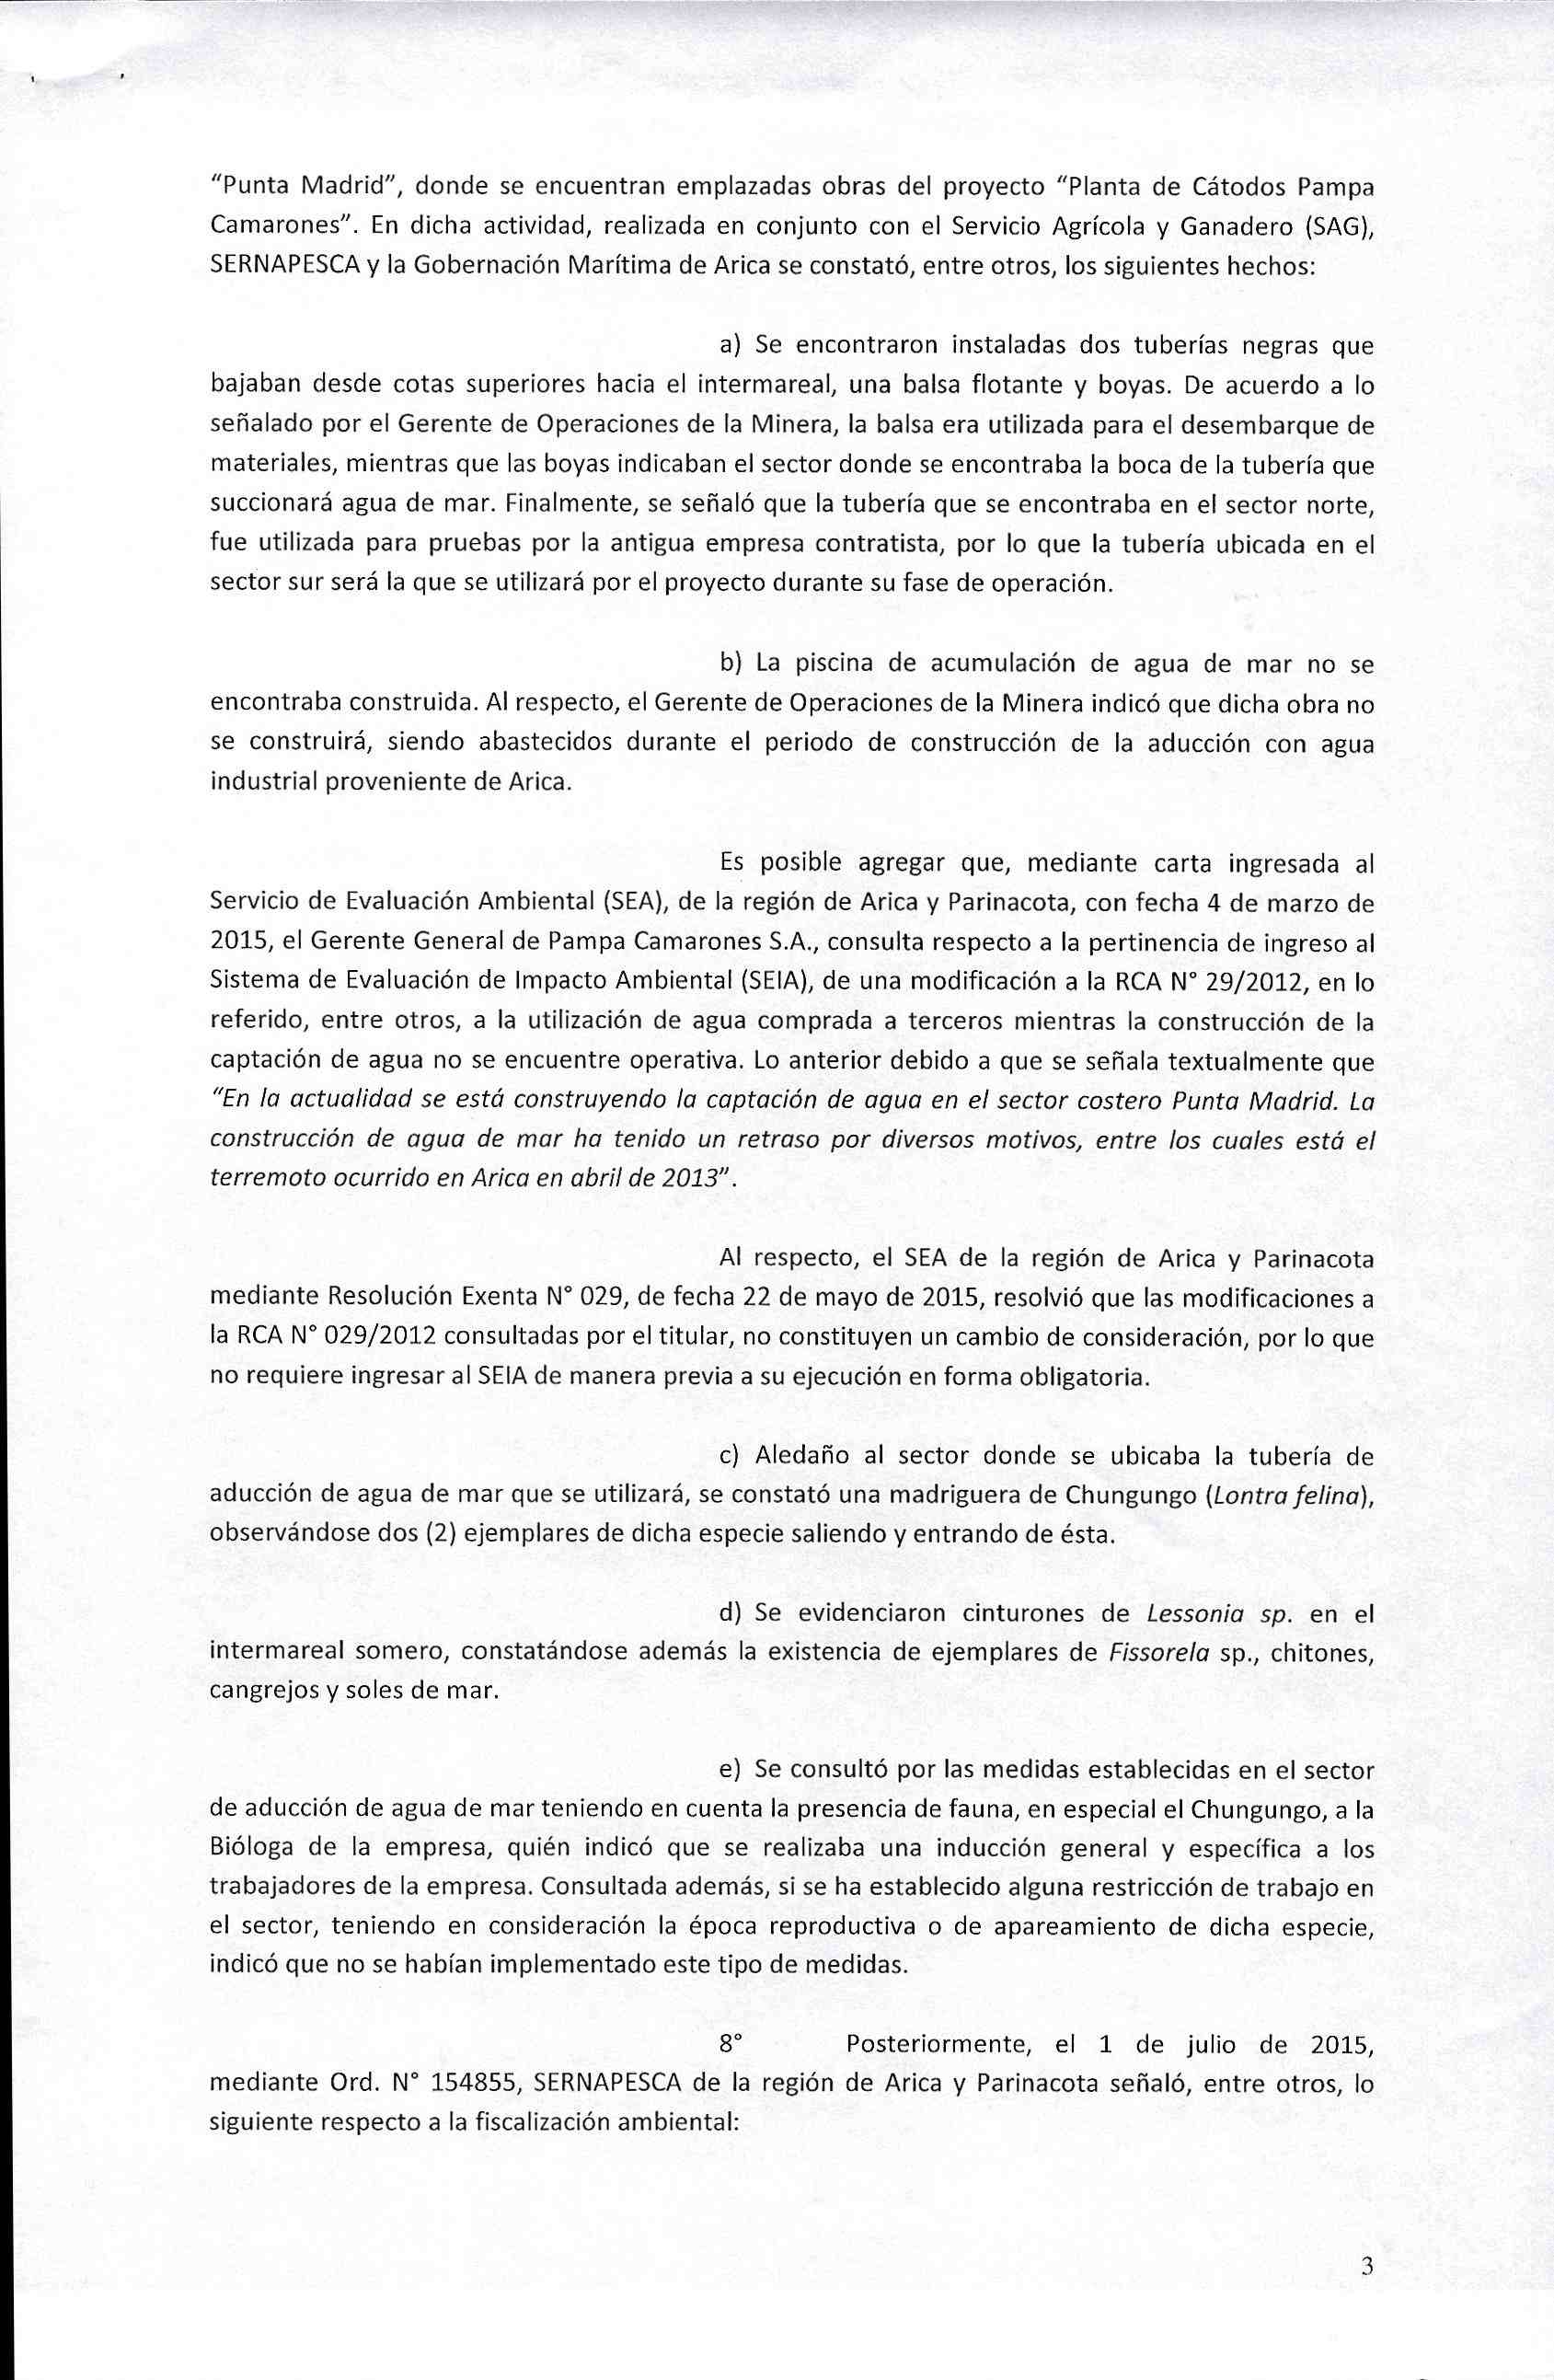 "Punta Madrid", donde se encuentran emplazadas obras del proyecto "Planta de Cátodos Pampa
Camarones". En dicha actividad, realizada en conjunto con el Servicio Agrícola y Ganadero (SAG),
SERNAPESCA y la Gobernación Marítima de Arica se constató, entre otros, los siguientes hechos:
a) Se encontraron instaladas dos tuberías negras que
bajaban desde cotas superiores hacia el intermareal, una balsa flotante y boyas. De acuerdo a lo
señalado por el Gerente de Operaciones de la Minera, la balsa era utilizada para el desembarque de
materiales, mientras que las boyas indicaban el sector donde se encontraba la boca de la tubería que
succionará agua de mar. Finalmente, se señaló que la tubería que se encontraba en el sector norte,
fue utilizada para pruebas por la antigua empresa contratista, por lo que la tubería ubicada en el
sector sur será la que se utilizará por el proyecto durante su fase de operación.
b) La piscina de acumulación de agua de mar no se
encontraba construida. Al respecto, el Gerente de Operaciones de la Minera indicó que dicha obra no
se construirá, siendo abastecidos durante el periodo de construcción de la aducción con agua
industrial proveniente de Arica.
Es posible agregar que, mediante carta ingresada al
Servicio de Evaluación Ambiental (SEA), de la región de Arica y Parinacota, con fecha 4 de marzo de
2015, el Gerente General de Pampa Camarones S.A., consulta respecto a la pertinencia de ingreso al
Sistema de Evaluación de Impacto Ambiental (SEIA), de una modificación a la RCA N° 29/2012, en lo
referido, entre otros, a la utilización de agua comprada a terceros mientras la construcción de la
captación de agua no se encuentre operativa. Lo anterior debido a que se señala textualmente que
"En la actualidad se está construyendo la captación de agua en el sector costero Punta Madrid. La
construcción de agua de mar ha tenido un retraso por diversos motivos, entre los cuales está el
terremoto ocurrido en Arica en abril de 2013".
Al respecto, el SEA de la región de Arica y Parinacota
mediante Resolución Exenta N° 029, de fecha 22 de mayo de 2015, resolvió que las modificaciones a
la RCA N° 029/2012 consultadas por el titular, no constituyen un cambio de consideración, por lo que
no requiere ingresar al SEIA de manera previa a su ejecución en forma obligatoria.
c) Aledaño al sector donde se ubicaba la tubería de
aducción de agua de mar que se utilizará, se constató una madriguera de Chungungo (Lontra felina),
observándose dos (2) ejemplares de dicha especie saliendo y entrando de ésta.
d) Se evidenciaron cinturones de Lessonia sp. en el
intermareal somero, constatándose además la existencia de ejemplares de Fissorela sp., chitones,
cangrejos y soles de mar.
e) Se consultó por las medidas establecidas en el sector
de aducción de agua de mar teniendo en cuenta la presencia de fauna, en especial el Chungungo, a la
Bióloga de la empresa, quién indicó que se realizaba una inducción general y específica a los
trabajadores de la empresa. Consultada además, si se ha establecido alguna restricción de trabajo en
el sector, teniendo en consideración la época reproductiva o de apareamiento de dicha especie,
indicó que no se habían implementado este tipo de medidas.
8° Posteriormente, el 1 de julio de 2015,
mediante Ord. N° 154855, SERNAPESCA de la región de Arica y Parinacota señaló, entre otros, lo
siguiente respecto a la fiscalización ambiental:
3